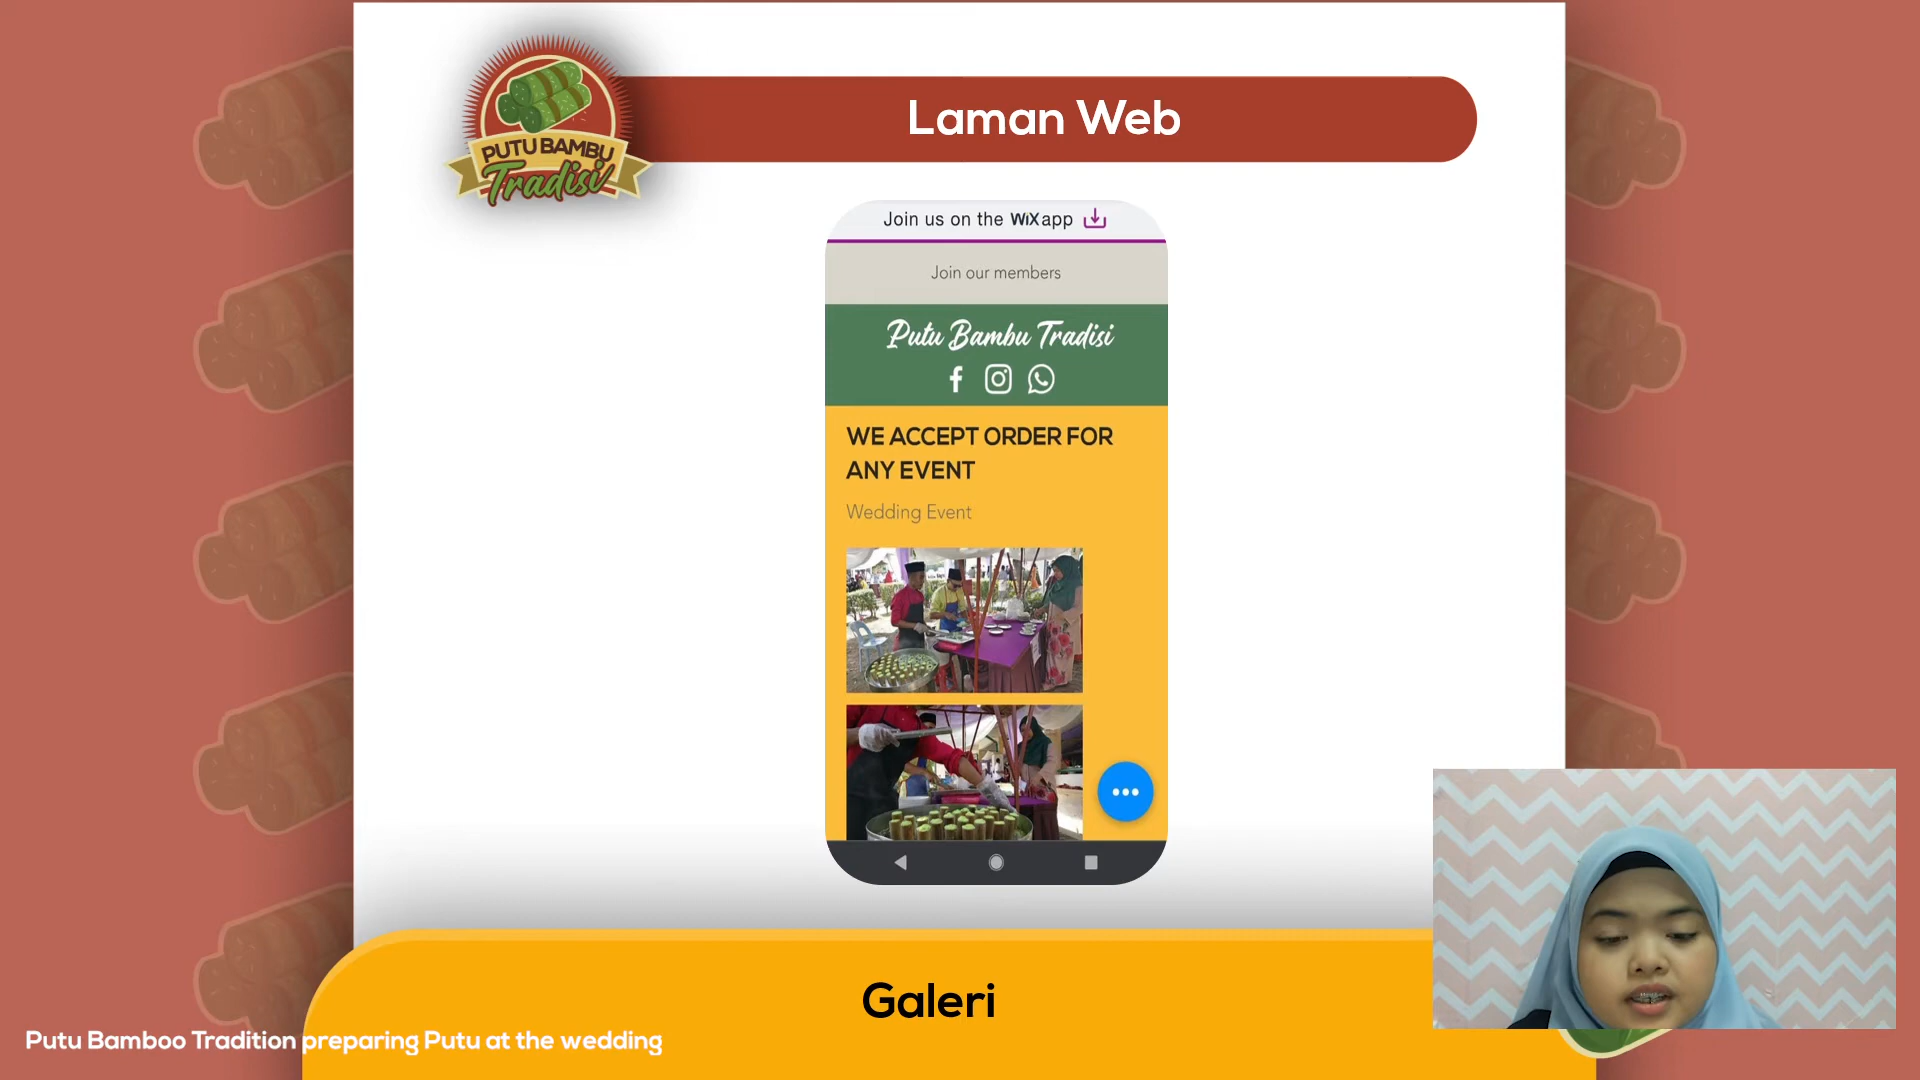 PUTU BAMBU
Tradisi
Laman Web
Join us on the WiX app
Join our members
Putu Bambu Tradisi
WE ACCEPT ORDER FOR
ANY EVENT
Wedding Event
Galeri
Putu Bamboo Tradition preparing Putu at the wedding